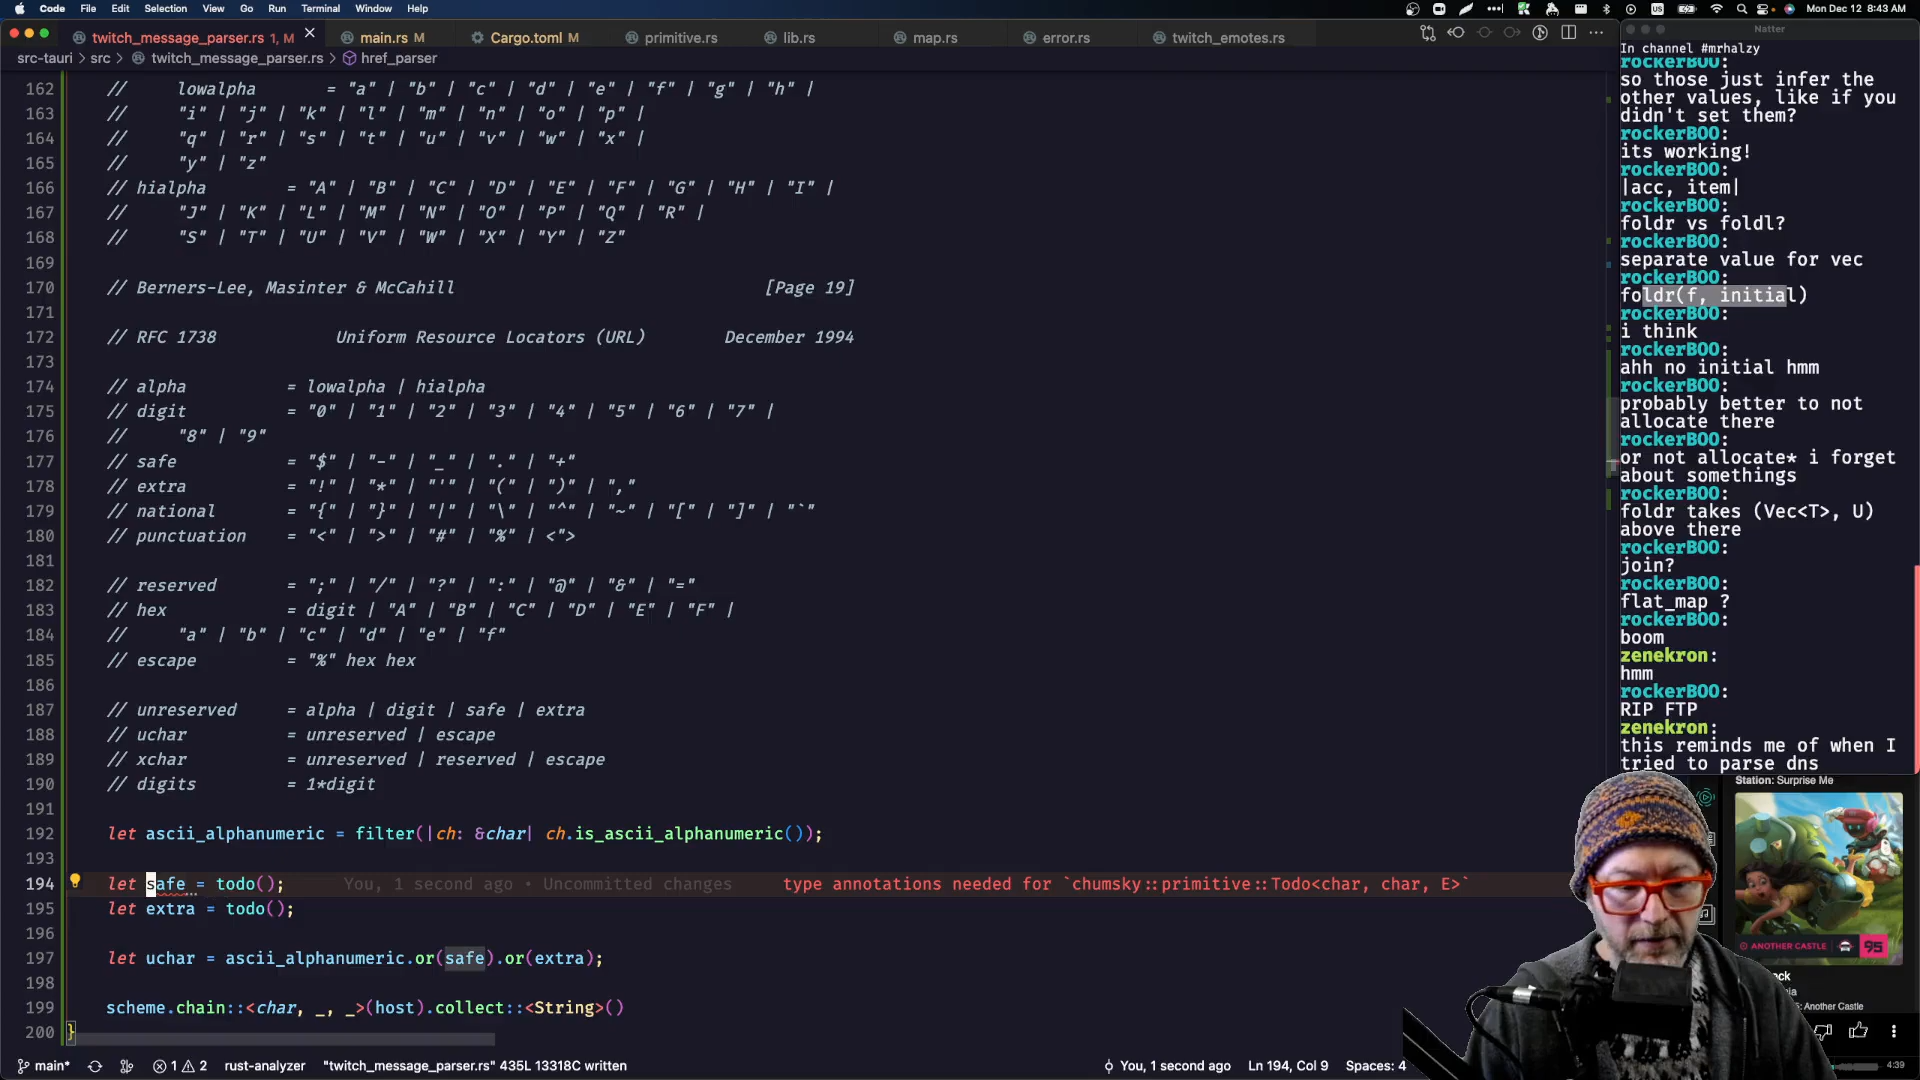 Code File Edit Selection View Go Run Terminal Window Help
Mon Dec 12 8:43 AM
twitch_message_parser.rs 1, M
main.rs M
Cargo.toml M
primitive.rs
lib.rs
map.rs
error.rs
twitch_emotes.rs
src-tauri > src > twitch_message_parser.rs > href_parser
162 // lowalpha = "a" | "b" | "c" | "d" | "e" | "f" | "g" | "h" |
163 // "i" | "j" | "k" | "l" | "m" | "n" | "o" | "p" |
164 // "q" | "r" | "s" | "t" | "u" | "v" | "w" | "x" |
165 // "y" | "z"
166 // hialpha = "A" | "B" | "C" | "D" | "E" | "F" | "G" | "H" | "I" |
167 // "J" | "K" | "L" | "M" | "N" | "O" | "P" | "Q" | "R" |
168 // "S" | "T" | "U" | "V" | "W" | "X" | "Y" | "Z"
169
170 // Berners-Lee, Masinter & McCahill [Page 19]
171
172 // RFC 1738 Uniform Resource Locators (URL) December 1994
173
174 // alpha = lowalpha | hialpha
175 // digit = "0" | "1" | "2" | "3" | "4" | "5" | "6" | "7" |
176 // "8" | "9"
177 // safe = "$" | "-" | "_" | "." | "+"
178 // extra = "!" | "*" | "'" | "(" | ")" | ","
179 // national = "{" | "}" | "|" | "\" | "^" | "~" | "[" | "]" | "`"
180 // punctuation = "<" | ">" | "#" | "%" | <">
181
182 // reserved = ";" | "/" | "?" | ":" | "@" | "&" | "="
183 // hex = digit | "A" | "B" | "C" | "D" | "E" | "F" |
184 // "a" | "b" | "c" | "d" | "e" | "f"
185 // escape = "%" hex hex
186
187 // unreserved = alpha | digit | safe | extra
188 // uchar = unreserved | escape
189 // xchar = unreserved | reserved | escape
190 // digits = 1*digit
191
192 let ascii_alphanumeric = filter(|ch: &char| ch.is_ascii_alphanumeric());
193
194 let safe = todo(); You, 1 second ago • Uncommitted changes type annotations needed for `chumsky::primitive::Todo<char, char, E>`
195 let extra = todo();
196
197 let uchar = ascii_alphanumeric.or(safe).or(extra);
198
199 scheme.chain::<char, _, _>(host).collect::<String>()
200 }
main* 1 2 rust-analyzer "twitch_message_parser.rs" 435L 13318C written You, 1 second ago Ln 194, Col 9 Spaces: 4
Natter
In channel #mrhalzy
rockerBOO:
so those just infer the
other values, like if you
didn't set them?
rockerBOO:
its working!
rockerBOO:
|acc, item|
rockerBOO:
foldr vs foldl?
rockerBOO:
separate value for vec
rockerBOO:
foldr(f, initial)
rockerBOO:
i think
rockerBOO:
ahh no initial hmm
rockerBOO:
probably better to not
allocate there
rockerBOO:
or not allocate* i forget
about somethings
rockerBOO:
foldr takes (Vec<T>, U)
above there
rockerBOO:
join?
rockerBOO:
flat_map ?
rockerBOO:
boom
zenekron:
hmm
rockerBOO:
RIP FTP
zenekron:
this reminds me of when I
tried to parse dns
Station: Surprise Me
ANOTHER CASTLE 95
: Another Castle
4:39